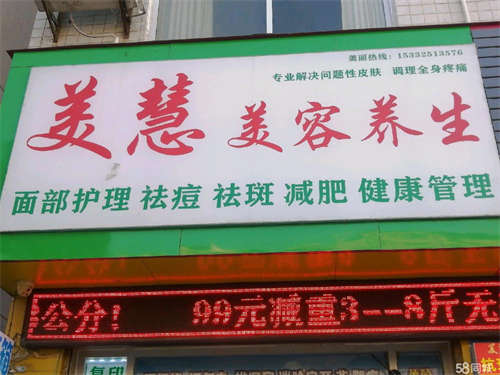 美丽热线：15332513576
专业解决问题性皮肤 调理全身疼痛
美慧 美容养生
面部护理 祛痘 祛斑 减肥 健康管理
公分！ 99元减重3--8斤无
复印
58同城